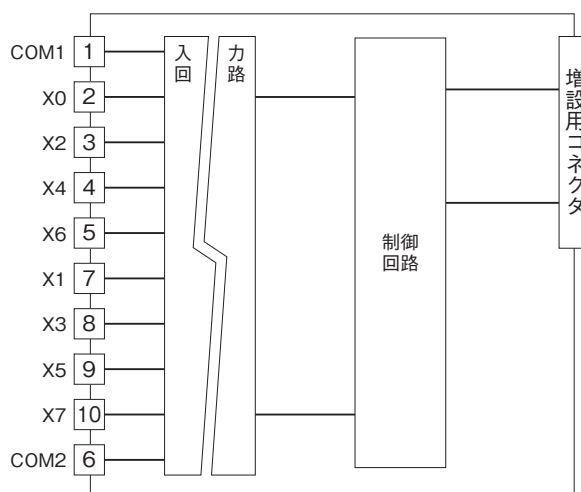 COM1 1
X0 2
X2 3
X4 4
X6 5
X1 7
X3 8
X5 9
X7 10
COM2 6
入力
回路
制御
回路
増設用コネクタ